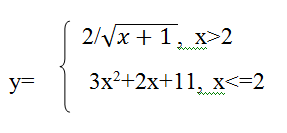 2/√x + 1, x>2
y=
3x²+2x+11, x<=2